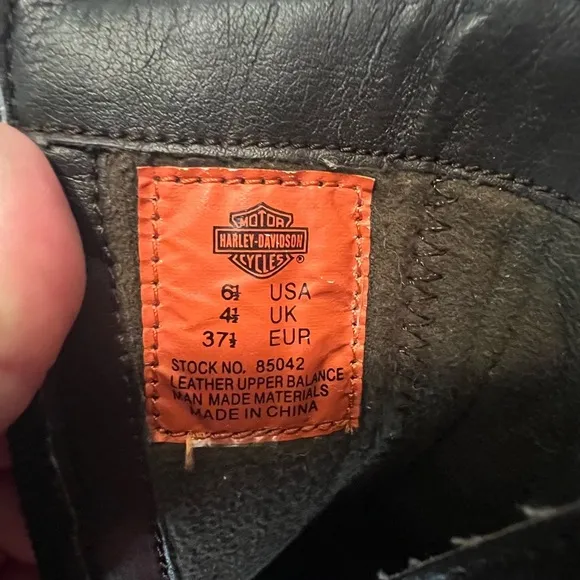 MOTOR
HARLEY-DAVIDSON
CYCLES®
6½ USA
4½ UK
37½ EUR
STOCK NO. 85042
LEATHER UPPER BALANCE
MAN MADE MATERIALS
MADE IN CHINA